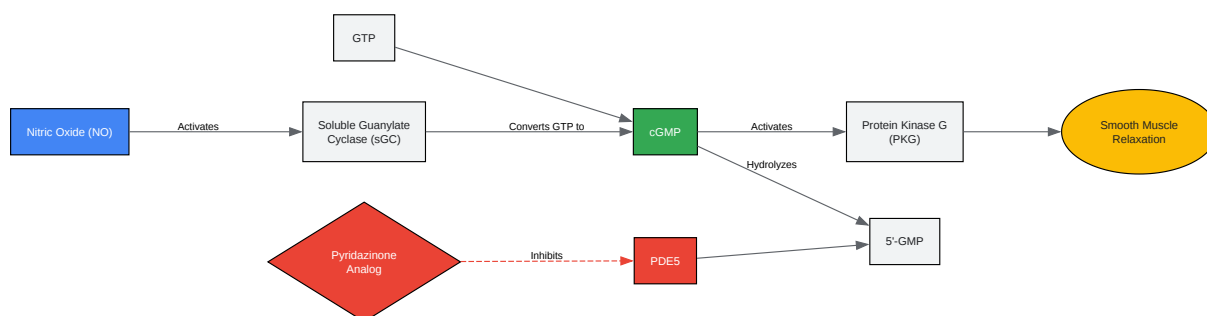 GTP
Nitric Oxide (NO)
Activates
Soluble Guanylate
Cyclase (sGC)
Converts GTP to
cGMP
Activates
Protein Kinase G
(PKG)
Smooth Muscle
Relaxation
Hydrolyzes
5'-GMP
Pyridazinone
Analog
Inhibits
PDE5